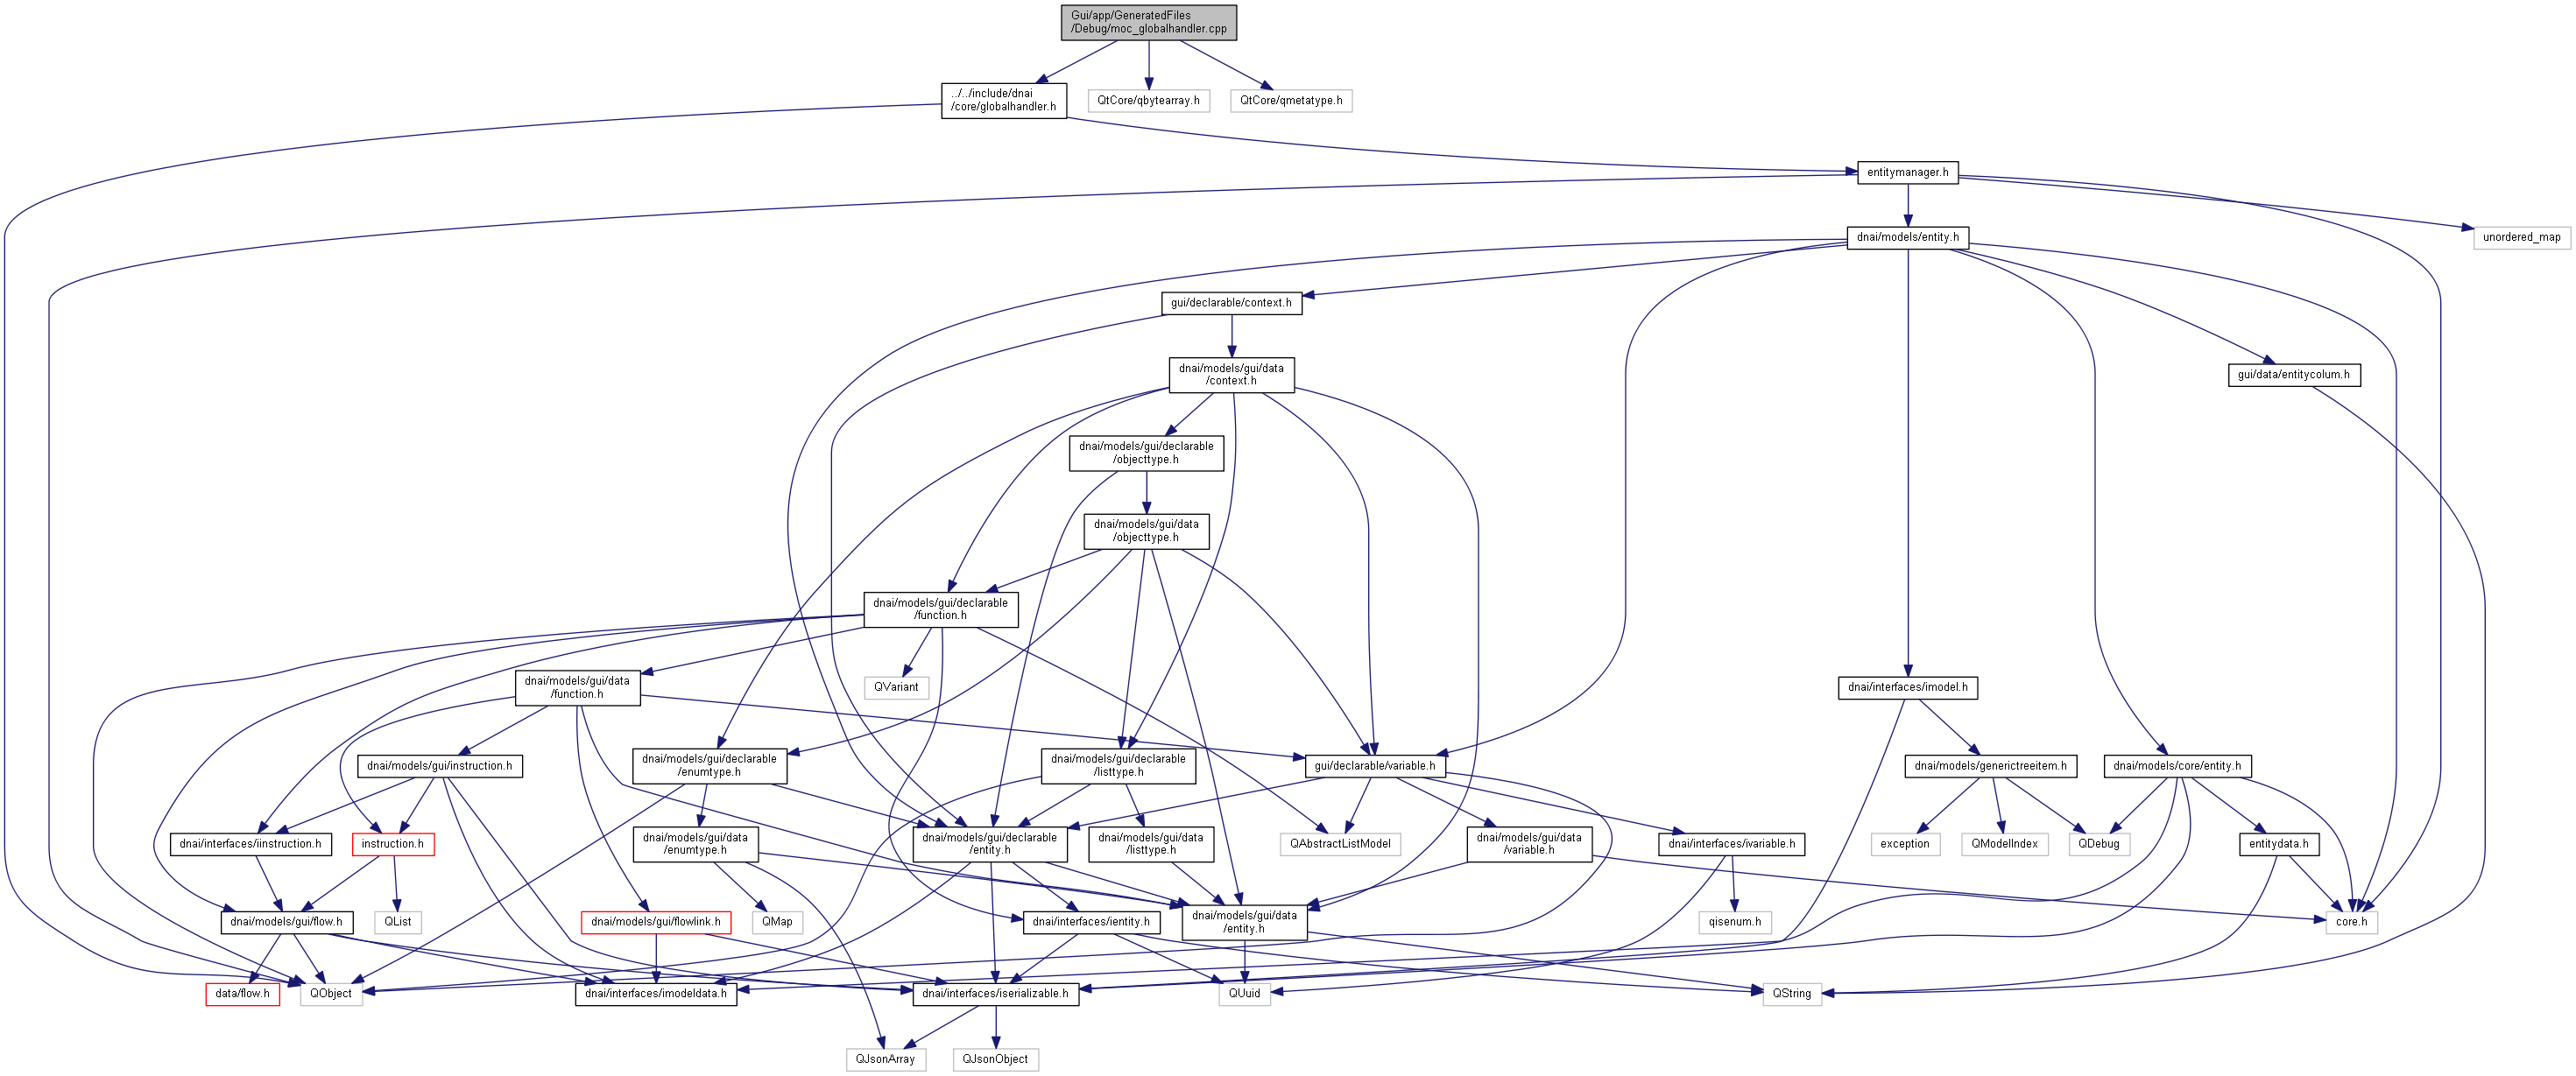 Gui/app/GeneratedFiles
/Debug/moc_globalhandler.cpp
../../include/dnai
/core/globalhandler.h
QtCore/qbytearray.h
QtCore/qmetatype.h
entitymanager.h
dnai/models/entity.h
unordered_map
gui/declarable/context.h
dnai/models/gui/data
/context.h
gui/data/entitycolum.h
dnai/models/gui/declarable
/objecttype.h
dnai/models/gui/data
/objecttype.h
dnai/models/gui/declarable
/function.h
dnai/models/gui/data
/function.h
QVariant
dnai/interfaces/imodel.h
dnai/models/gui/instruction.h
dnai/models/gui/declarable
/enumtype.h
dnai/models/gui/declarable
/listtype.h
gui/declarable/variable.h
dnai/models/generictreeitem.h
dnai/models/core/entity.h
dnai/interfaces/iinstruction.h
instruction.h
dnai/models/gui/data
/enumtype.h
dnai/models/gui/declarable
/entity.h
dnai/models/gui/data
/listtype.h
QAbstractListModel
dnai/models/gui/data
/variable.h
dnai/interfaces/ivariable.h
exception
QModelIndex
QDebug
entitydata.h
dnai/models/gui/flow.h
QList
dnai/models/gui/flowlink.h
QMap
dnai/interfaces/ientity.h
dnai/models/gui/data
/entity.h
qisenum.h
core.h
data/flow.h
QObject
dnai/interfaces/imodeldata.h
dnai/interfaces/iserializable.h
QUuid
QString
QJsonArray
QJsonObject